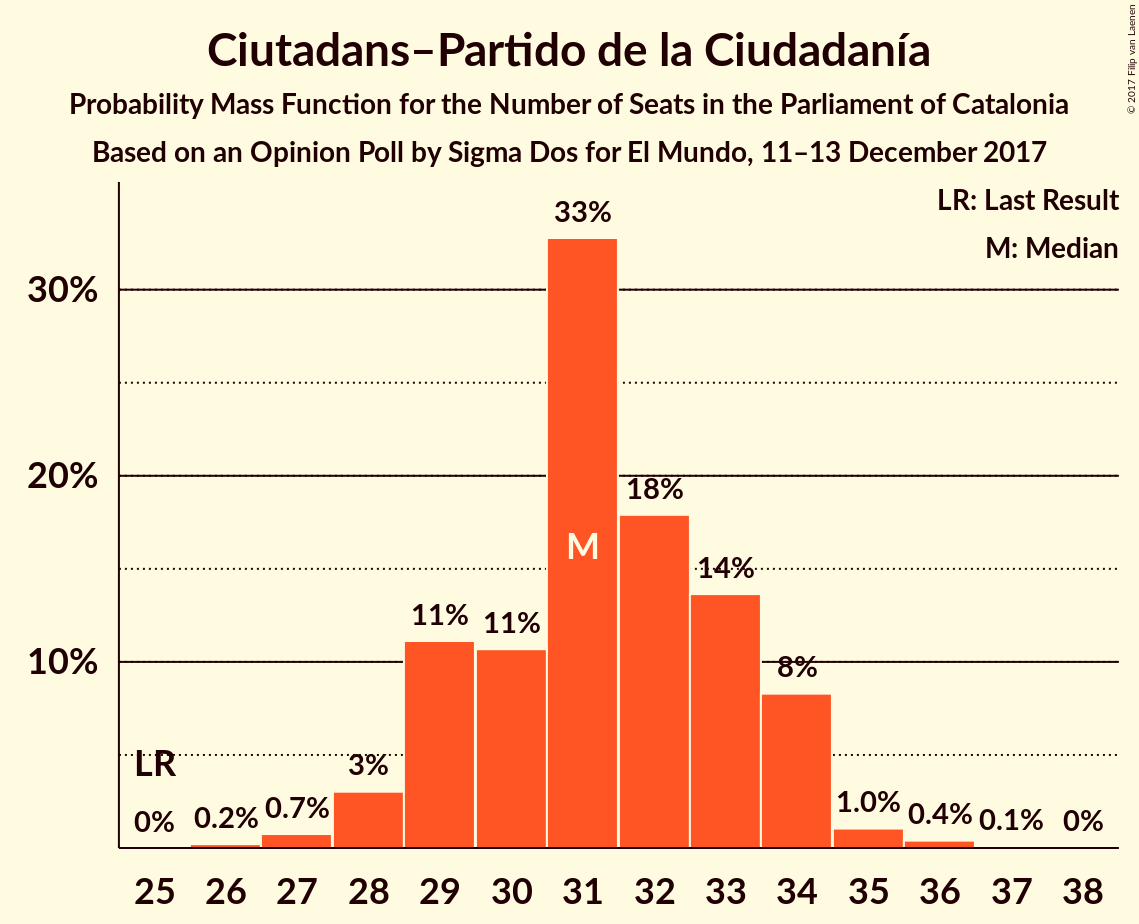 Ciutadans–Partido de la Ciudadanía
Probability Mass Function for the Number of Seats in the Parliament of Catalonia
Based on an Opinion Poll by Sigma Dos for El Mundo, 11–13 December 2017
© 2017 Filip van Laenen
LR: Last Result
M: Median
30%
20%
10%
LR
0%
0.2%
0.7%
3%
11%
11%
33%
M
18%
14%
8%
1.0%
0.4%
0.1%
0%
25 26 27 28 29 30 31 32 33 34 35 36 37 38